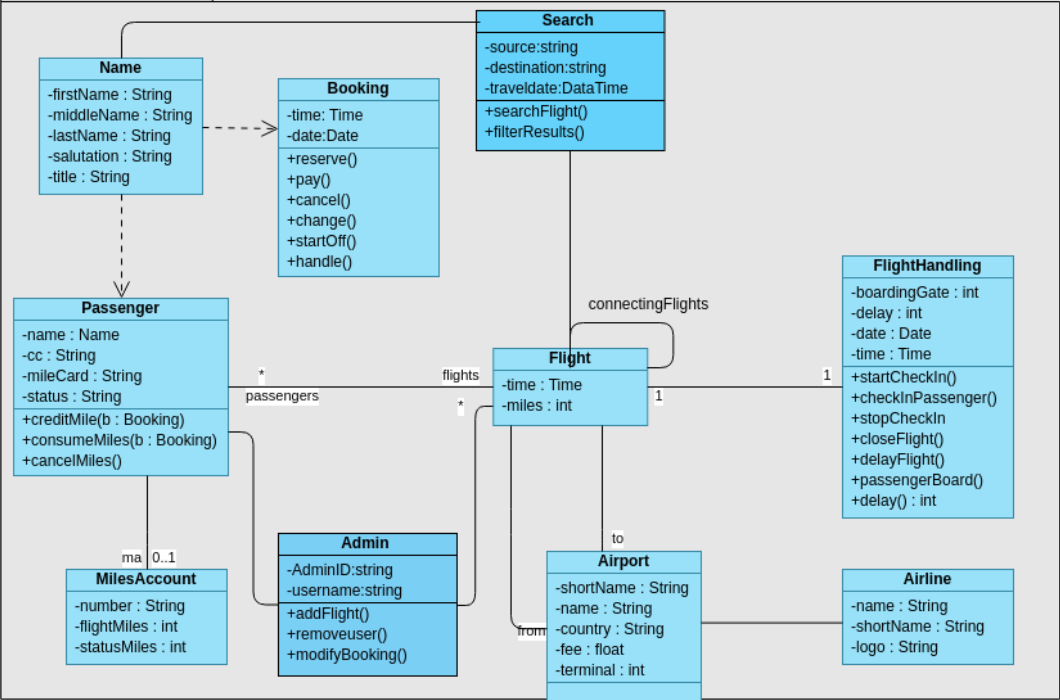 Search
-source:string
-destination:string
-traveldate:DataTime
+searchFlight()
+filterResults()
Name
-firstName : String
-middleName : String
-lastName : String
-salutation : String
-title : String
Booking
-time: Time
-date:Date
+reserve()
+pay()
+cancel()
+change()
+startOff()
+handle()
FlightHandling
-boardingGate : int
-delay : int
-date : Date
-time : Time
+startCheckIn()
+checkInPassenger()
+stopCheckIn
+closeFlight()
+delayFlight()
+passengerBoard()
+delay() : int
connectingFlights
Passenger
-name : Name
-cc : String
-mileCard : String
-status : String
+creditMile(b : Booking)
+consumeMiles(b : Booking)
+cancelMiles()
*
passengers
flights
*
Flight
-time : Time
-miles : int
1
1
ma 0..1
to
from
MilesAccount
-number : String
-flightMiles : int
-statusMiles : int
Admin
-AdminID:string
-username:string
+addFlight()
+removeuser()
+modifyBooking()
Airport
-shortName : String
-name : String
-country : String
-fee : float
-terminal : int
Airline
-name : String
-shortName : String
-logo : String